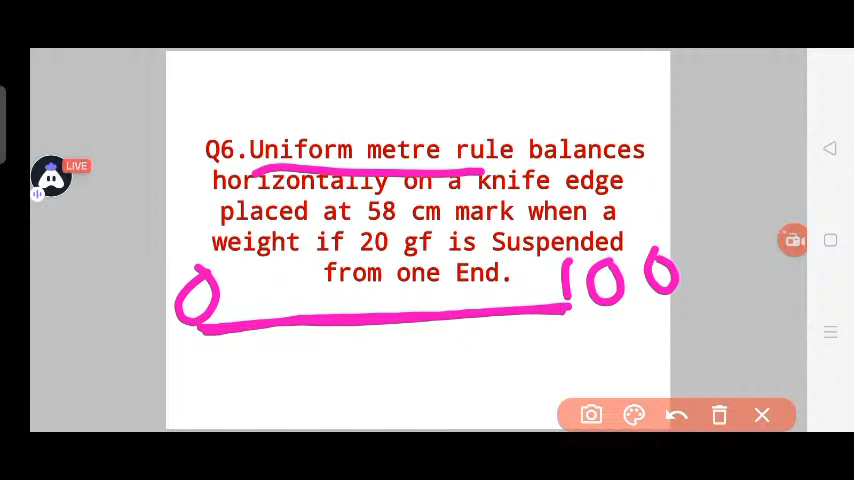 Q6.Uniform metre rule balances
horizontally on a knife edge
placed at 58 cm mark when a
weight if 20 gf is Suspended
from one End.
0 100
LIVE